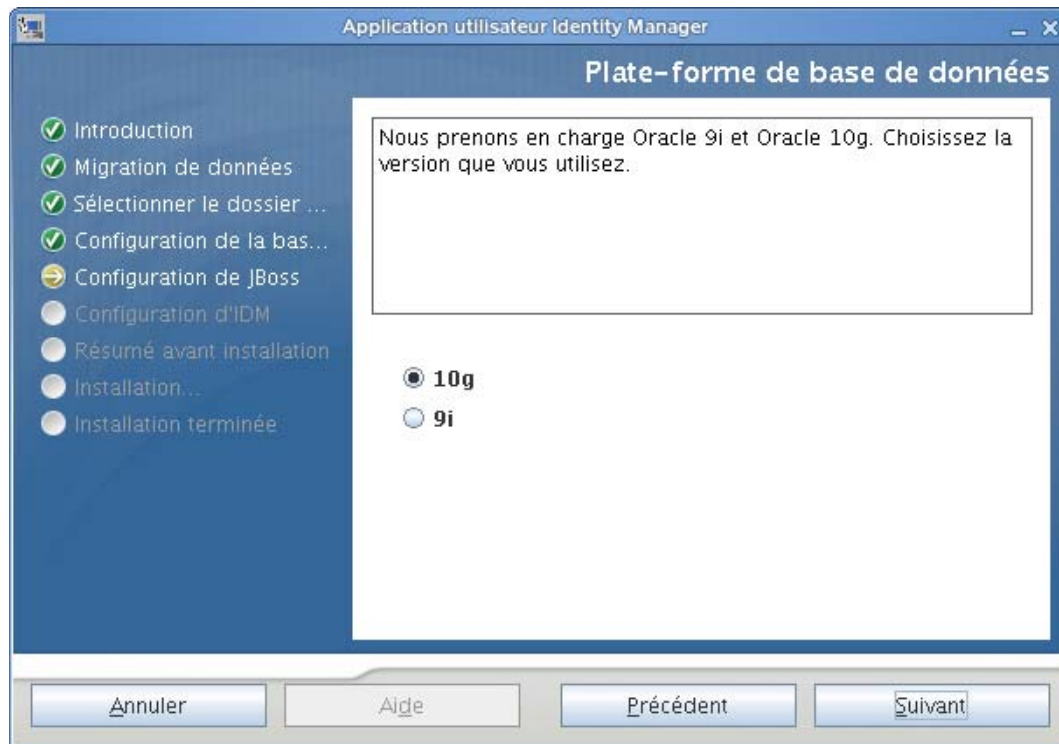 Application utilisateur Identity Manager
Plate-forme de base de données
Introduction
Migration de données
Sélectionner le dossier ...
Configuration de la bas...
Configuration de JBoss
Configuration d'IDM
Résumé avant installation
Installation...
Installation terminée
Nous prenons en charge Oracle 9i et Oracle 10g. Choisissez la
version que vous utilisez.
10g
9i
Annuler
Aide
Précédent
Suivant